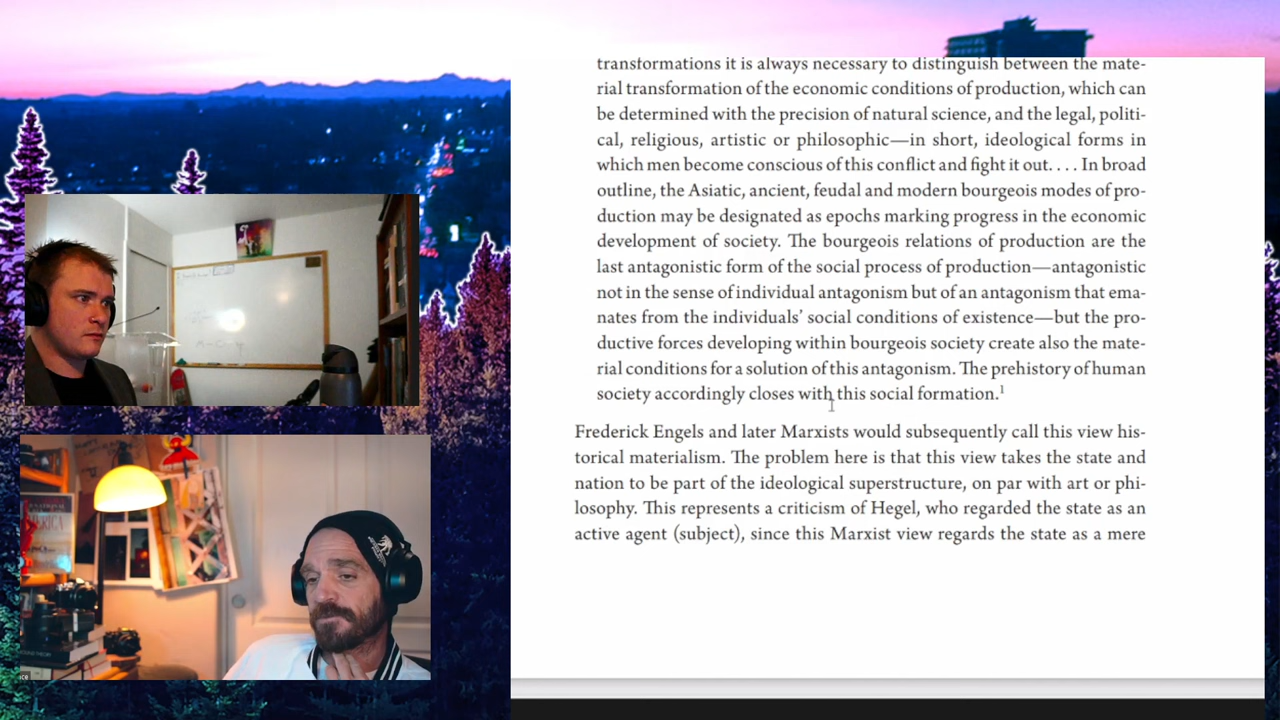 transformations it is always necessary to distinguish between the mate-
rial transformation of the economic conditions of production, which can
be determined with the precision of natural science, and the legal, politi-
cal, religious, artistic or philosophic—in short, ideological forms in
which men become conscious of this conflict and fight it out. . . . In broad
outline, the Asiatic, ancient, feudal and modern bourgeois modes of pro-
duction may be designated as epochs marking progress in the economic
development of society. The bourgeois relations of production are the
last antagonistic form of the social process of production—antagonistic
not in the sense of individual antagonism but of an antagonism that ema-
nates from the individuals’ social conditions of existence—but the pro-
ductive forces developing within bourgeois society create also the mate-
rial conditions for a solution of this antagonism. The prehistory of human
society accordingly closes with this social formation.1
Frederick Engels and later Marxists would subsequently call this view his-
torical materialism. The problem here is that this view takes the state and
nation to be part of the ideological superstructure, on par with art or phi-
losophy. This represents a criticism of Hegel, who regarded the state as an
active agent (subject), since this Marxist view regards the state as a mere